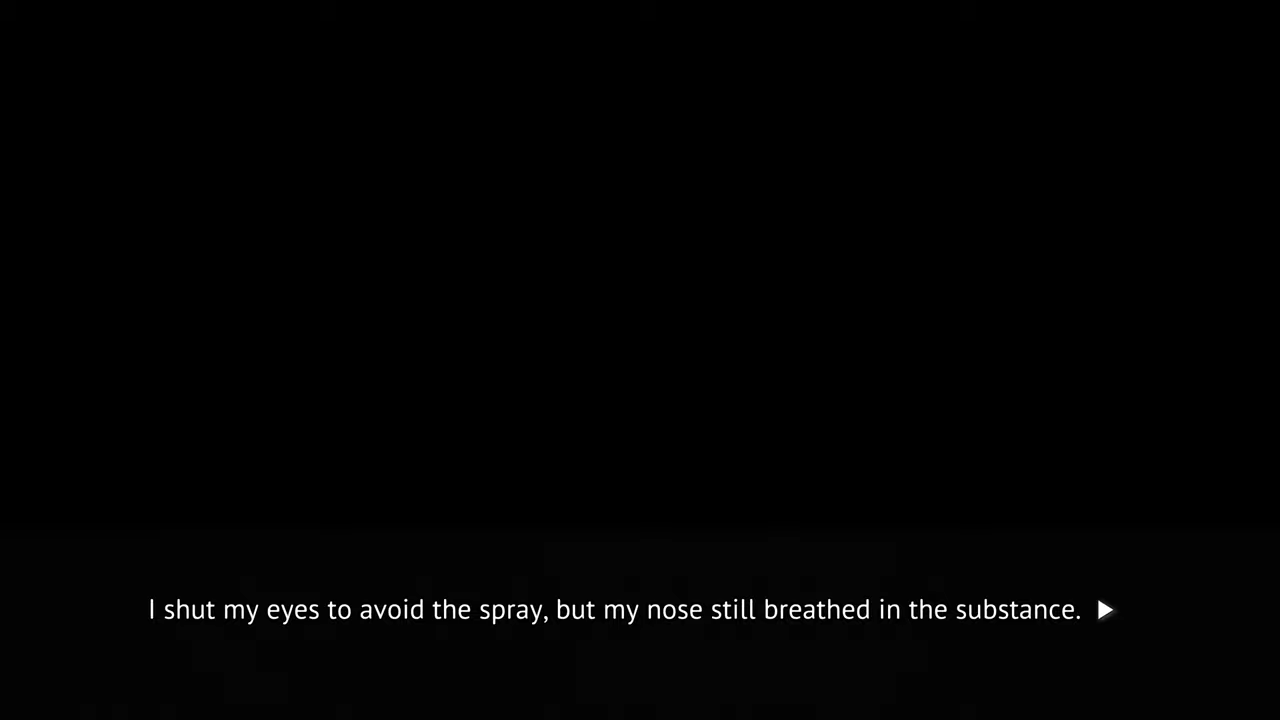 I shut my eyes to avoid the spray, but my nose still breathed in the substance.